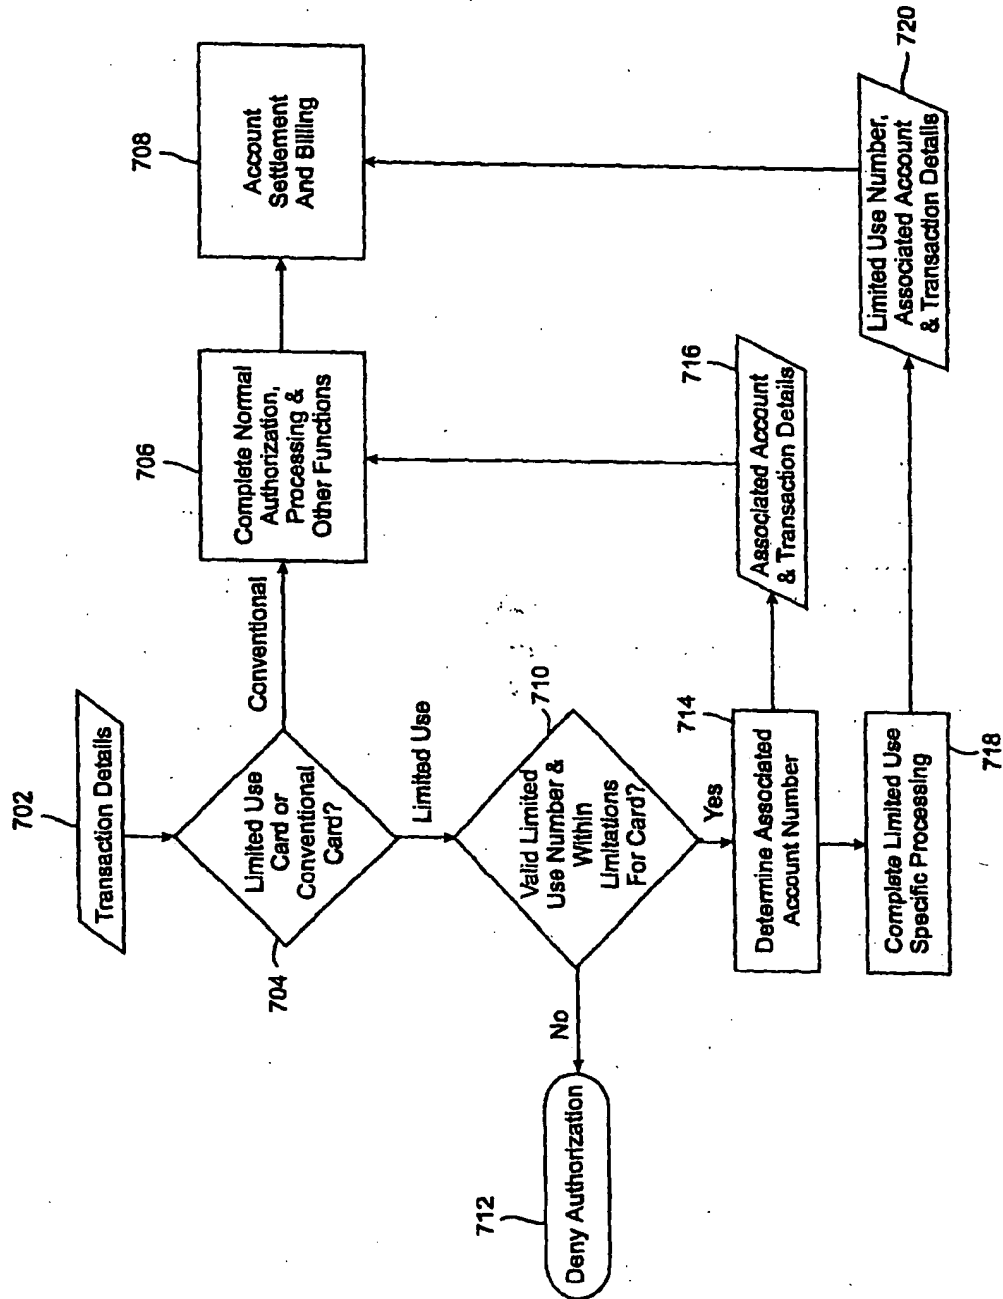 702
Transaction Details
704
Limited Use
Card or
Conventional
Card?
Conventional
706
Complete Normal
Authorization,
Processing &
Other Functions
708
Account
Settlement
And Billing
Limited Use
710
Valid Limited
Use Number &
Within
Limitations
For Card?
No
712
Deny Authorization
Yes
714
Determine Associated
Account Number
716
Associated Account
& Transaction Details
Complete Limited Use
Specific Processing
718
Limited Use Number,
Associated Account
& Transaction Details
720